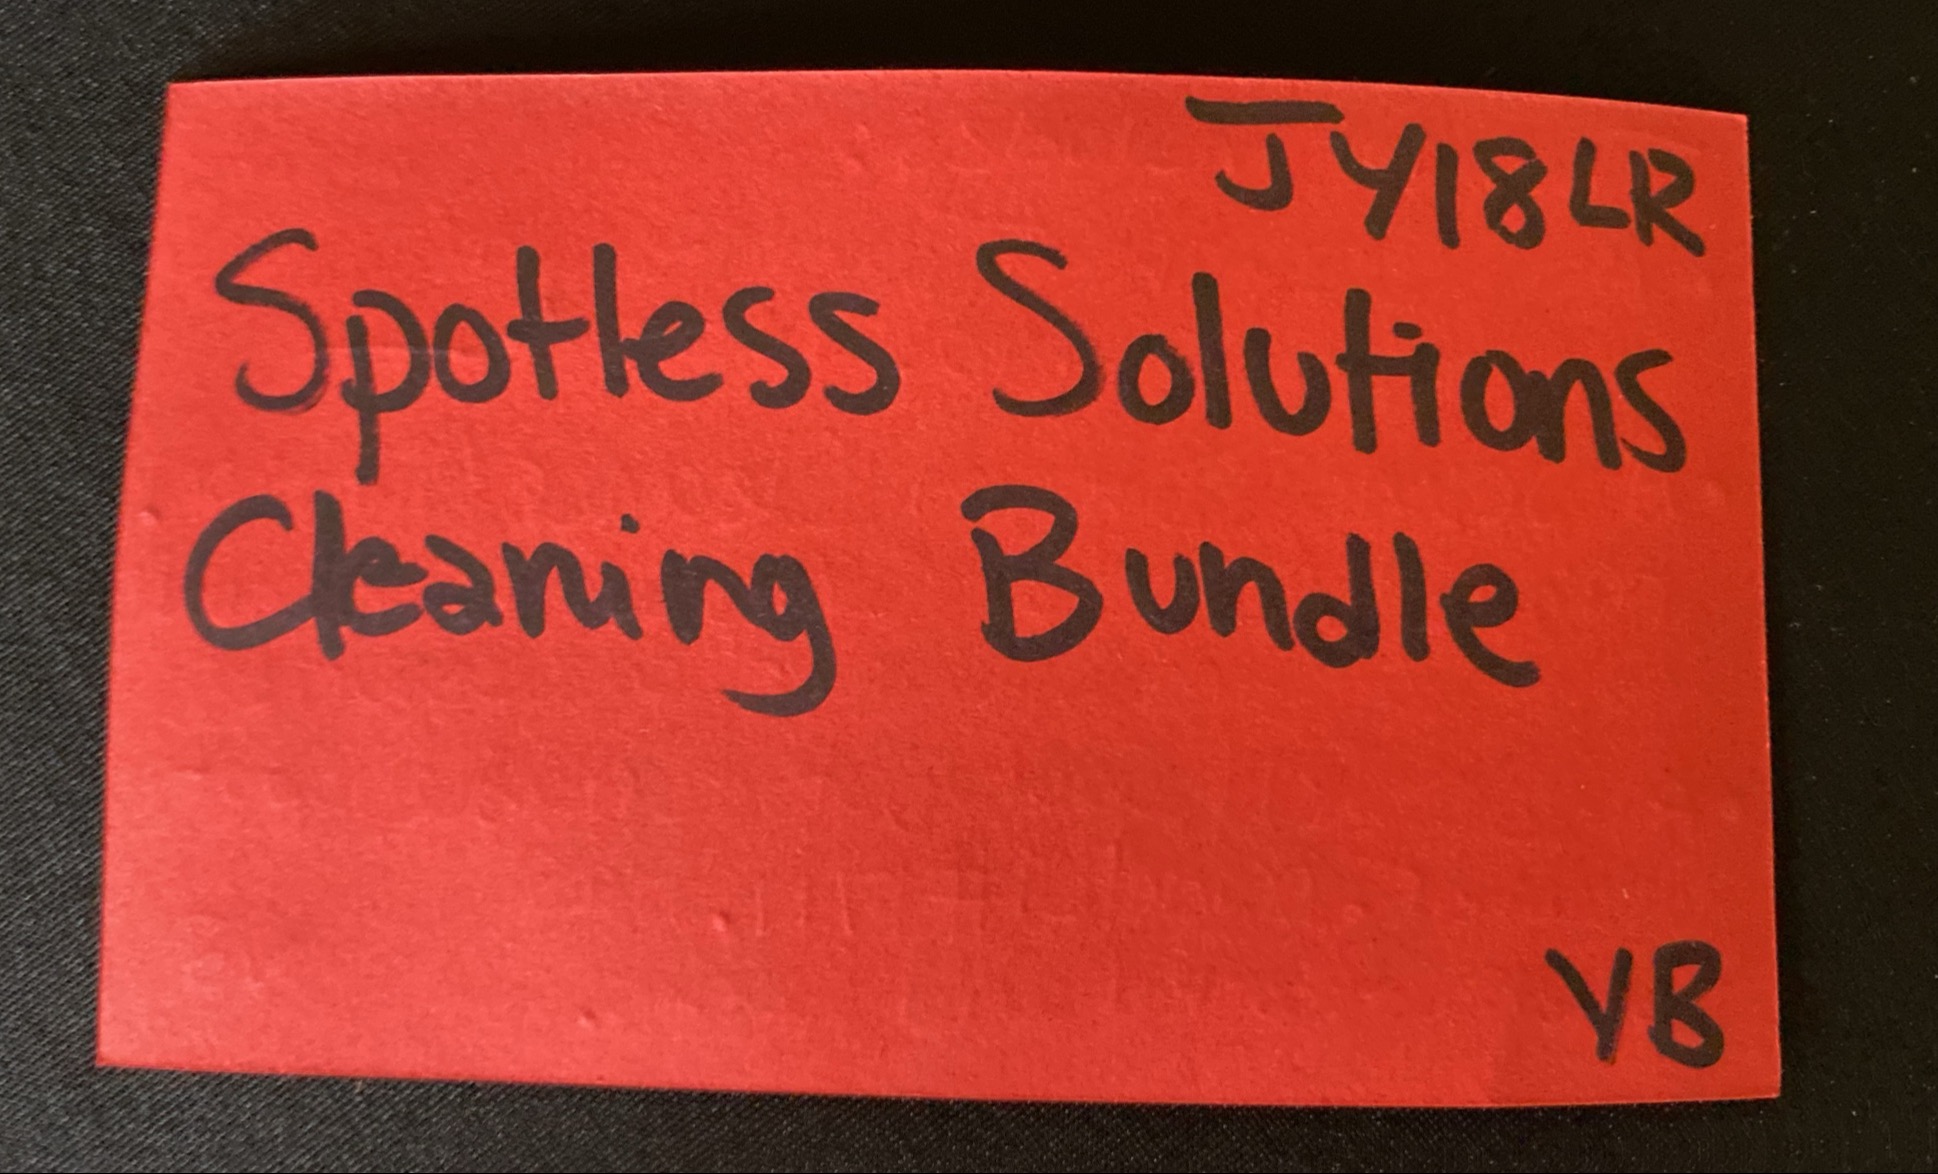 JY18LR
Spotless Solutions
Cleaning Bundle
YB